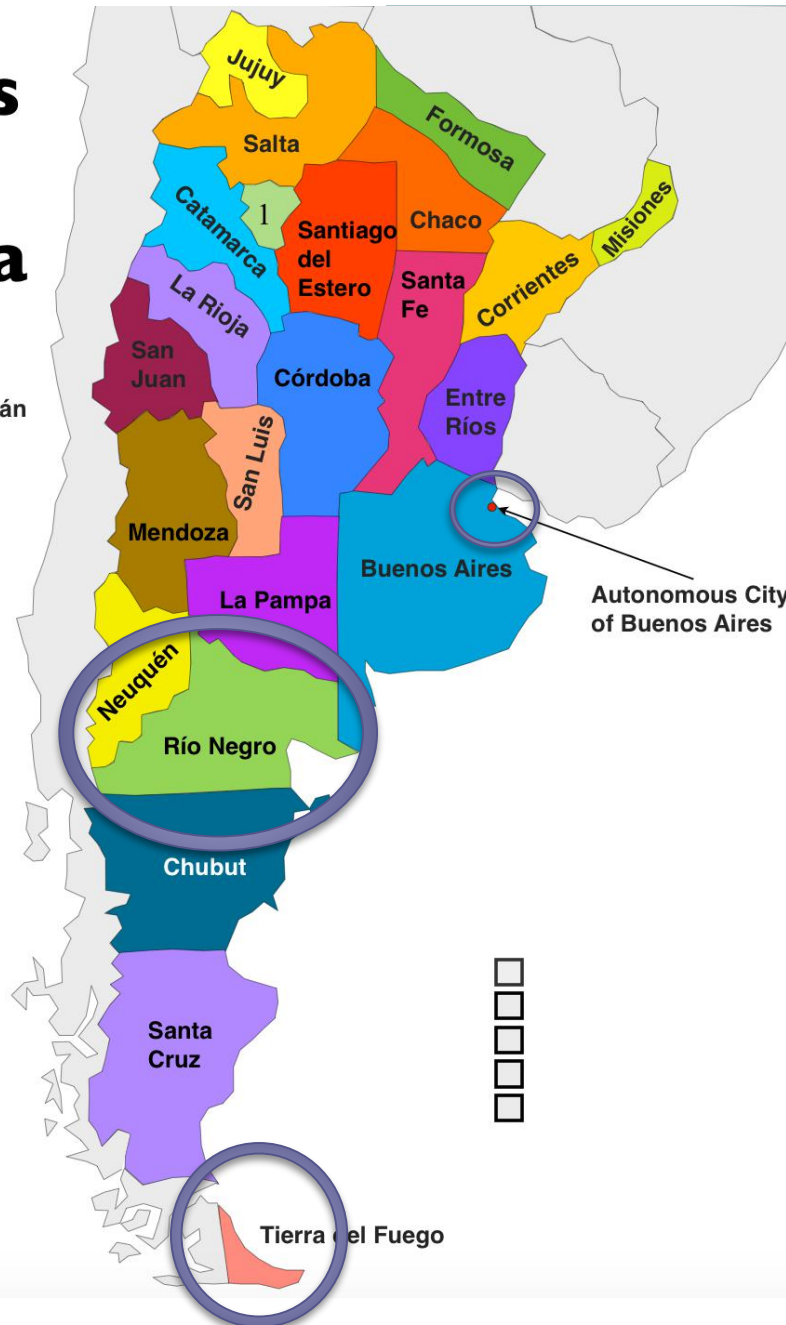 s
a
án
Jujuy
Salta
Formosa
Catamarca
1
Santiago
del
Estero
Chaco
Misiones
Corrientes
La Rioja
Santa
Fe
San
Juan
Córdoba
Entre
Ríos
San Luis
Mendoza
Buenos Aires
La Pampa
Autonomous City
of Buenos Aires
Neuquén
Río Negro
Chubut
Santa
Cruz
Tierra del Fuego